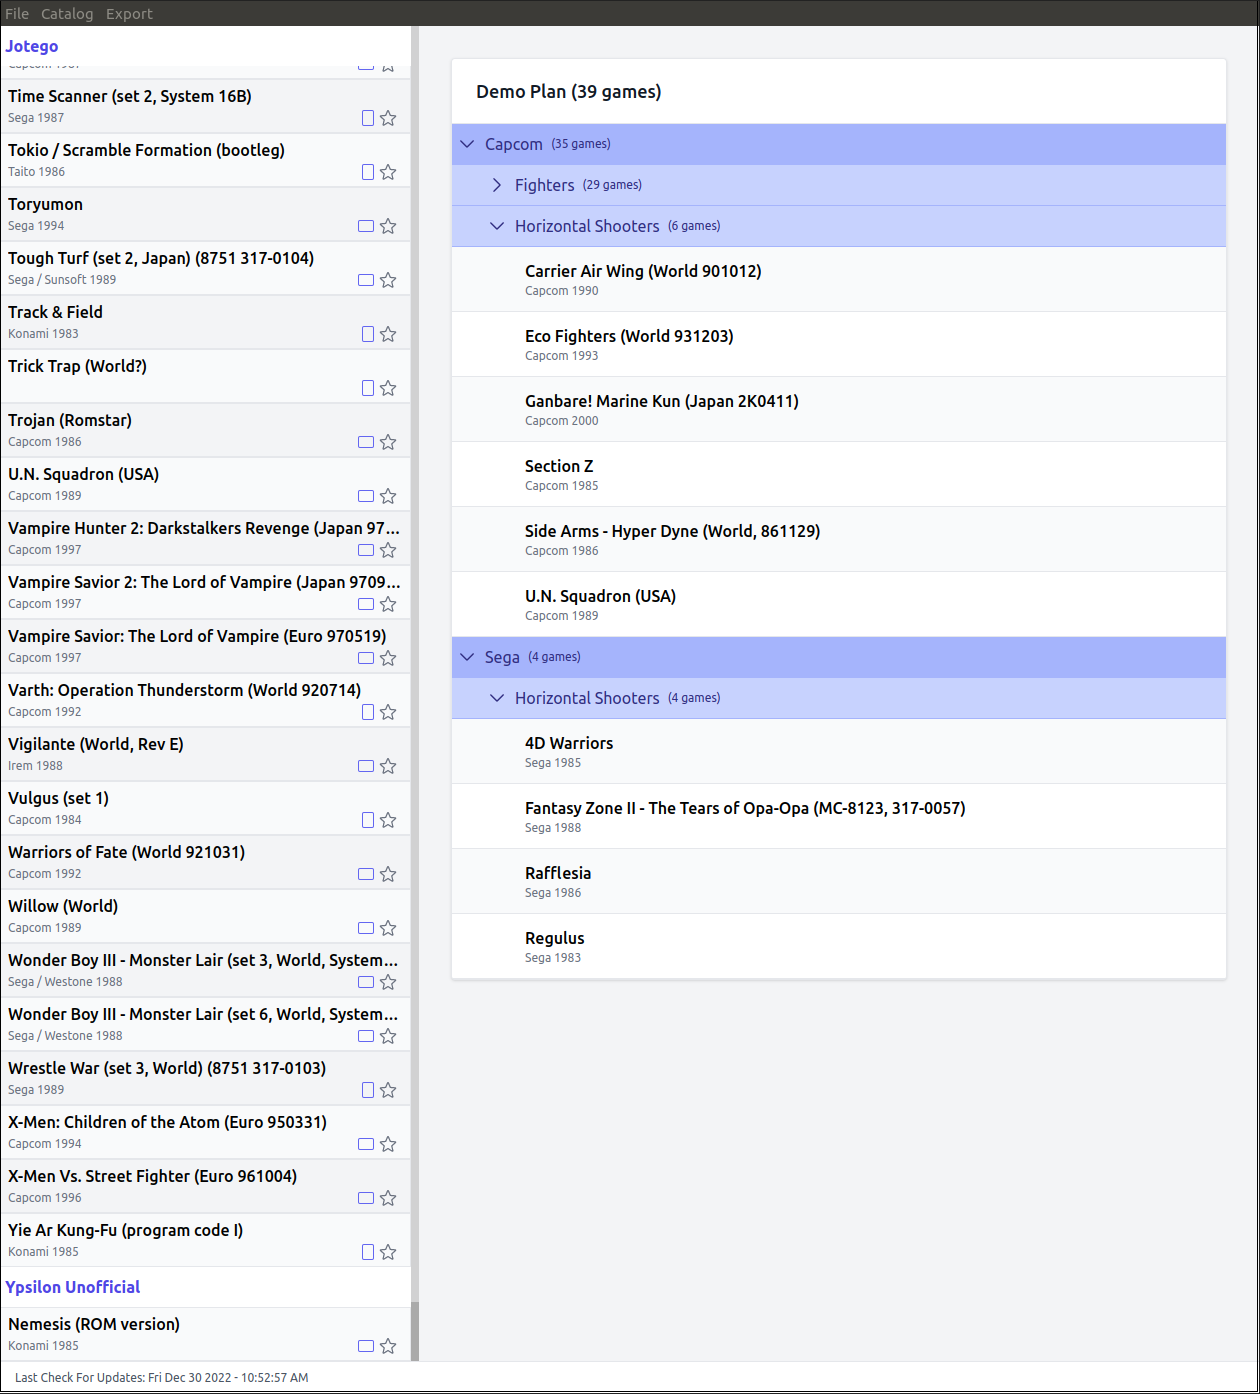 File Catalog Export
Jotego
Capcom 1987
Time Scanner (set 2, System 16B)
Sega 1987
Tokio / Scramble Formation (bootleg)
Taito 1986
Toryumon
Sega 1994
Tough Turf (set 2, Japan) (8751 317-0104)
Sega / Sunsoft 1989
Track & Field
Konami 1983
Trick Trap (World?)
Trojan (Romstar)
Capcom 1986
U.N. Squadron (USA)
Capcom 1989
Vampire Hunter 2: Darkstalkers Revenge (Japan 97...
Capcom 1997
Vampire Savior 2: The Lord of Vampire (Japan 9709...
Capcom 1997
Vampire Savior: The Lord of Vampire (Euro 970519)
Capcom 1997
Varth: Operation Thunderstorm (World 920714)
Capcom 1992
Vigilante (World, Rev E)
Irem 1988
Vulgus (set 1)
Capcom 1984
Warriors of Fate (World 921031)
Capcom 1992
Willow (World)
Capcom 1989
Wonder Boy III - Monster Lair (set 3, World, System...
Sega / Westone 1988
Wonder Boy III - Monster Lair (set 6, World, System...
Sega / Westone 1988
Wrestle War (set 3, World) (8751 317-0103)
Sega 1989
X-Men: Children of the Atom (Euro 950331)
Capcom 1994
X-Men Vs. Street Fighter (Euro 961004)
Capcom 1996
Yie Ar Kung-Fu (program code I)
Konami 1985
Ypsilon Unofficial
Nemesis (ROM version)
Konami 1985
Demo Plan (39 games)
Capcom (35 games)
Fighters (29 games)
Horizontal Shooters (6 games)
Carrier Air Wing (World 901012)
Capcom 1990
Eco Fighters (World 931203)
Capcom 1993
Ganbare! Marine Kun (Japan 2K0411)
Capcom 2000
Section Z
Capcom 1985
Side Arms - Hyper Dyne (World, 861129)
Capcom 1986
U.N. Squadron (USA)
Capcom 1989
Sega (4 games)
Horizontal Shooters (4 games)
4D Warriors
Sega 1985
Fantasy Zone II - The Tears of Opa-Opa (MC-8123, 317-0057)
Sega 1988
Rafflesia
Sega 1986
Regulus
Sega 1983
Last Check For Updates: Fri Dec 30 2022 - 10:52:57 AM